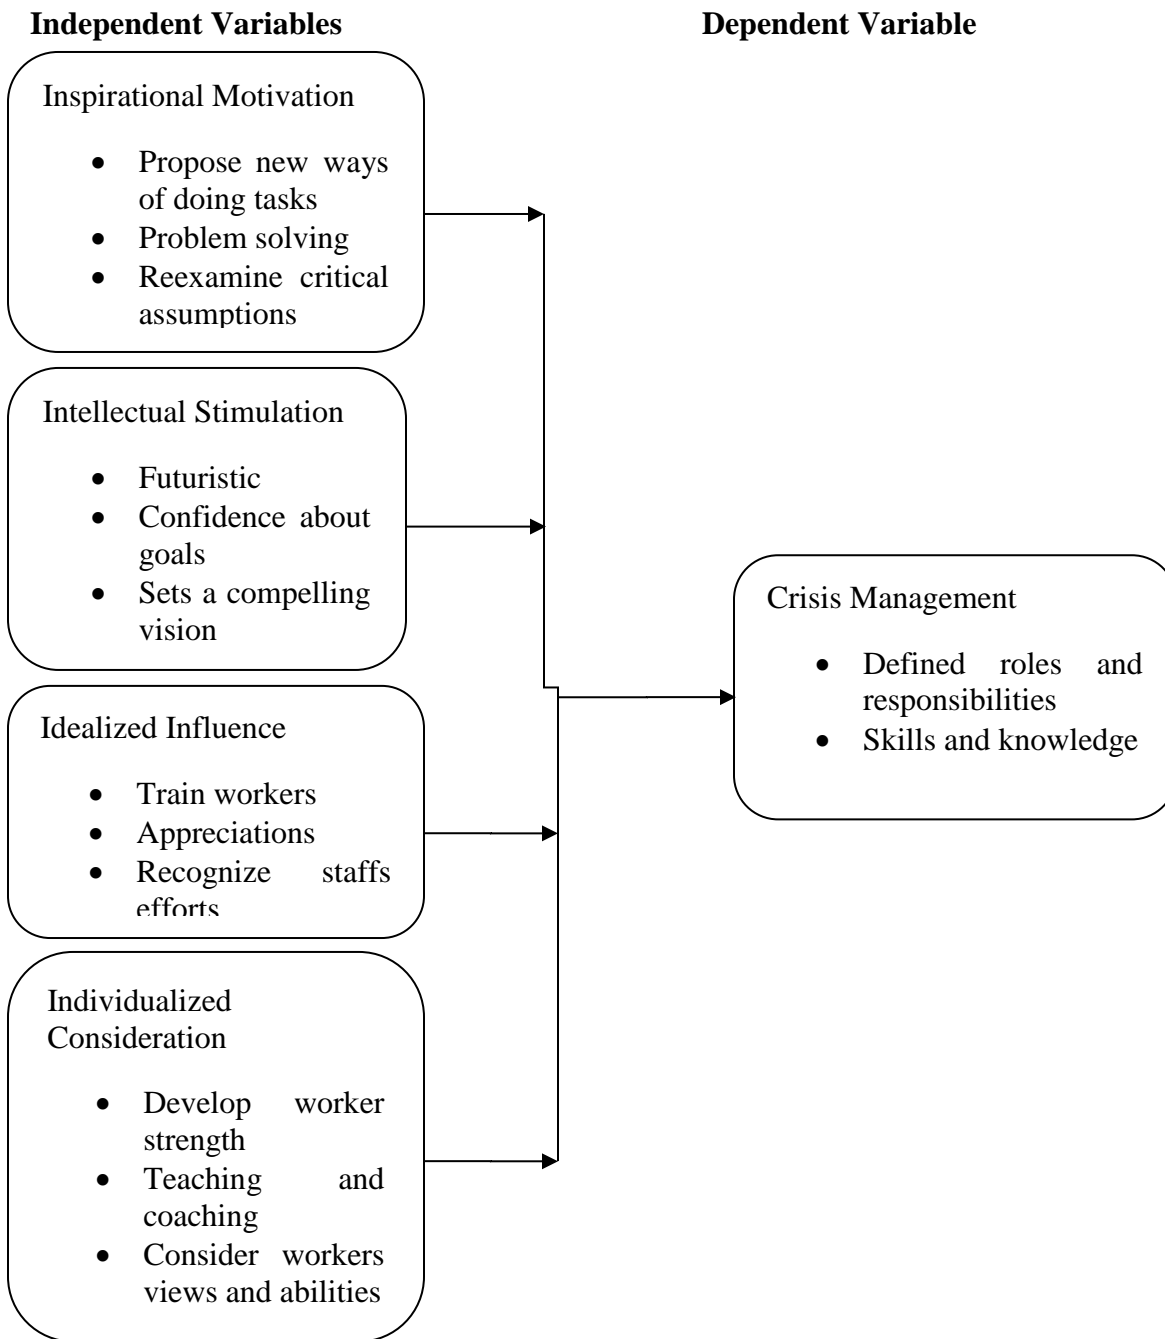 Independent Variables
Dependent Variable
Inspirational Motivation
• Propose new ways
of doing tasks
• Problem solving
• Reexamine critical
assumptions
Intellectual Stimulation
• Futuristic
• Confidence about
goals
• Sets a compelling
vision
Idealized Influence
• Train workers
• Appreciations
• Recognize staffs
efforts
Individualized
Consideration
• Develop worker
strength
• Teaching and
coaching
• Consider workers
views and abilities
Crisis Management
• Defined roles and
responsibilities
• Skills and knowledge